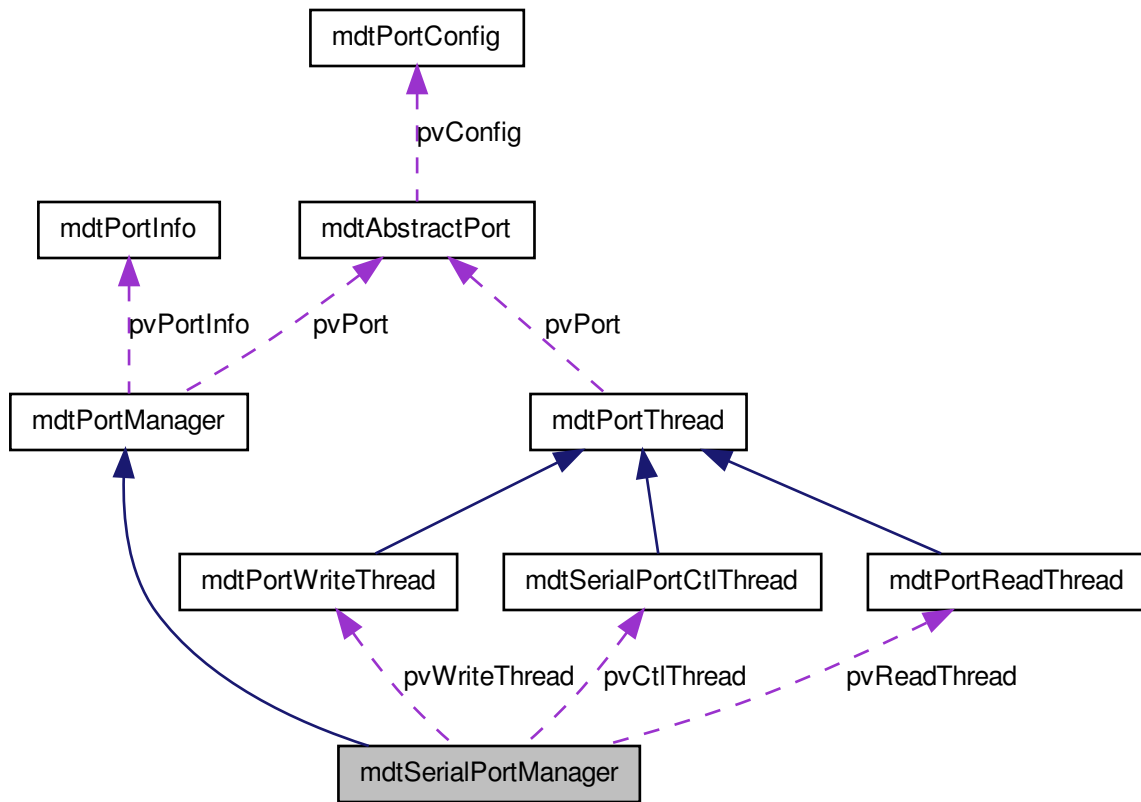 mdtPortConfig
pvConfig
mdtPortInfo
mdtAbstractPort
pvPortInfo
pvPort
pvPort
mdtPortManager
mdtPortThread
mdtPortWriteThread
mdtSerialPortCtlThread
mdtPortReadThread
pvWriteThread
pvCtlThread
pvReadThread
mdtSerialPortManager